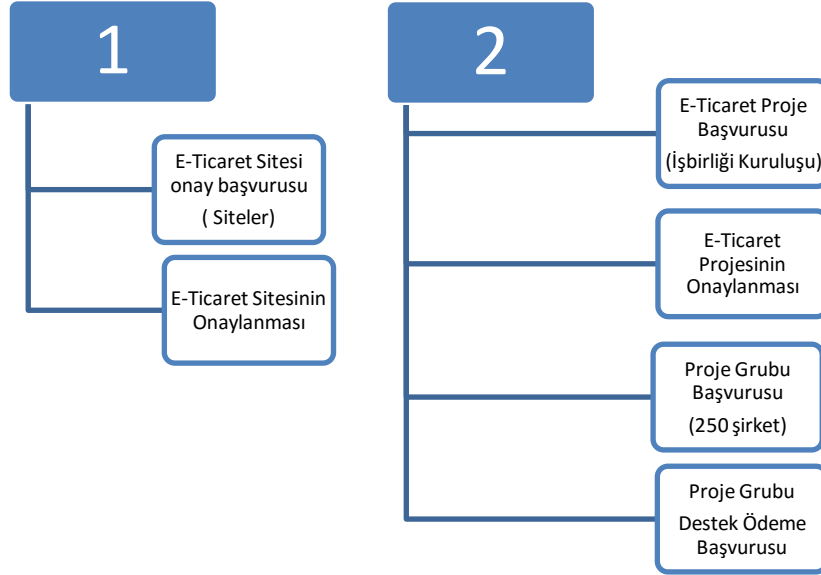 1
E-Ticaret Sitesi
onay başvurusu
( Siteler)
E-Ticaret Sitesinin
Onaylanması
2
E-Ticaret Proje
Başvurusu
(İşbirliği Kuruluşu)
E-Ticaret
Projesinin
Onaylanması
Proje Grubu
Başvurusu
(250 şirket)
Proje Grubu
Destek Ödeme
Başvurusu